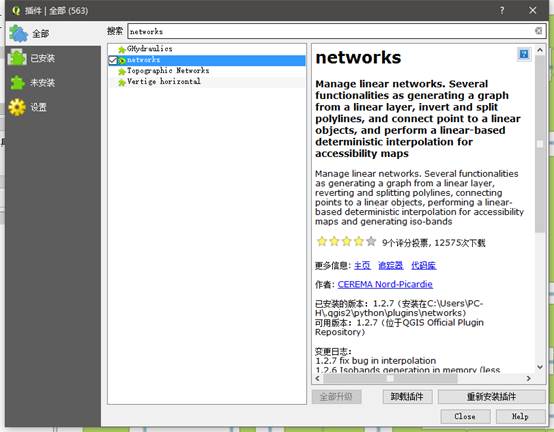 插件 | 全部 (563)
全部
已安装
未安装
设置
搜索 networks
GHydraulics
networks
Topographic Networks
Vertige horizontal
networks
Manage linear networks. Several
functionalities as generating a graph
from a linear layer, invert and split
polylines, and connect point to a linear
objects, and perform a linear-based
deterministic interpolation for
accessibility maps
Manage linear networks. Several functionalities
as generating a graph from a linear layer,
reverting and splitting polylines, connecting
points to a linear objects, performing a linear-
based deterministic interpolation for accessibility
maps and generating iso-bands
9个评分投票, 12575次下载
更多信息: 主页 追踪器 代码库
作者: CEREMA Nord-Picardie
已安装的版本: 1.2.7 (安装在C:\Users\PC-
H\.qgis2\python\plugins\networks)
可用版本: 1.2.7 (位于QGIS Official Plugin
Repository)
变更日志:
1.2.7 fix bug in interpolation
1.2.6 Isobands generation in memory (less
全部升级 卸载插件 重新安装插件
Close Help